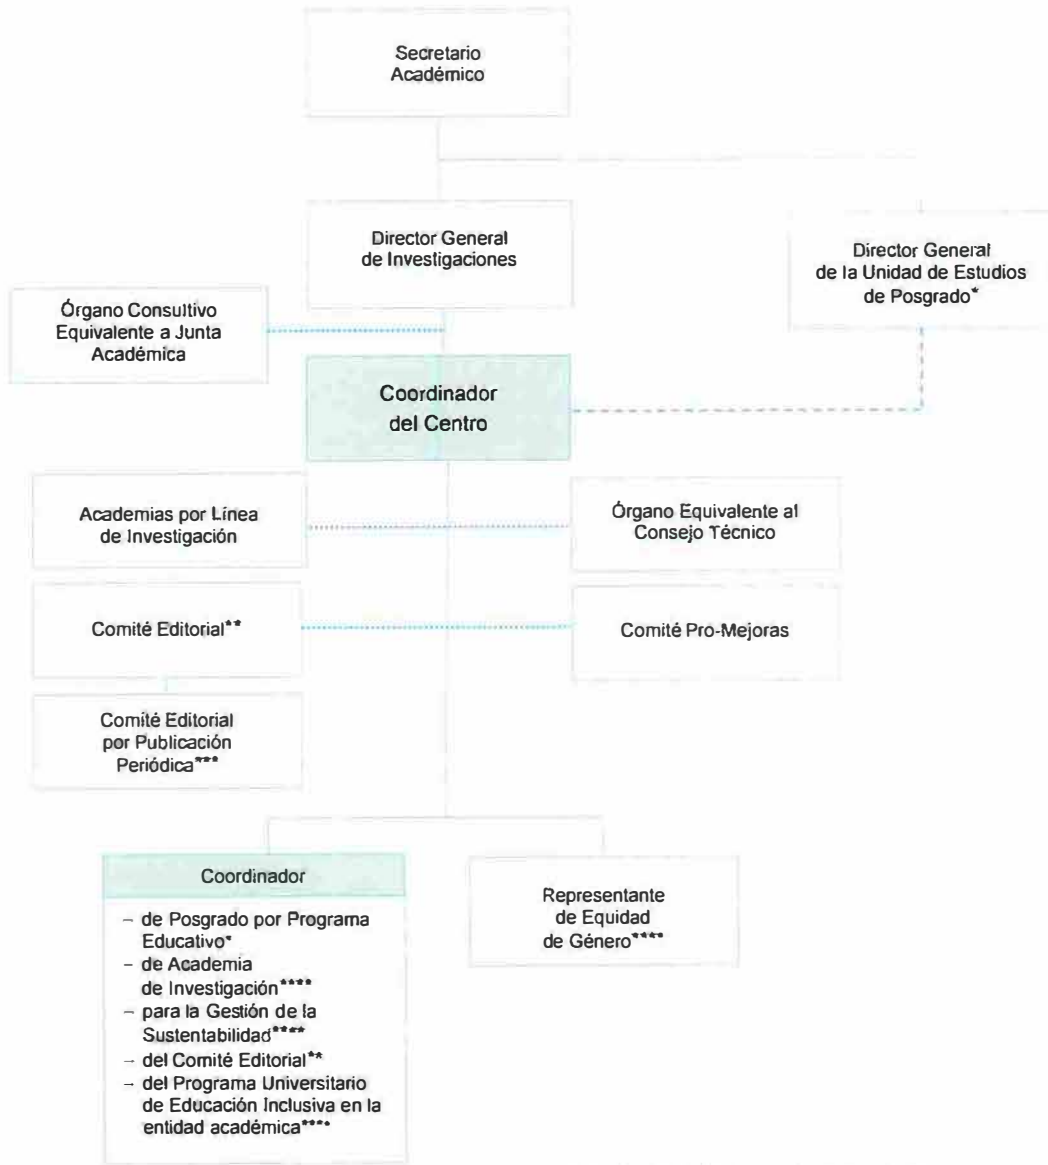 Secretario
Académico
Director General
de Investigaciones
Director General
de la Unidad de Estudios
de Posgrado*
Órgano Consultivo
Equivalente a Junta
Académica
Coordinador
del Centro
Academias por Línea
de Investigación
Órgano Equivalente al
Consejo Técnico
Comité Editorial**
Comité Pro-Mejoras
Comité Editorial
por Publicación
Periódica***
Coordinador
– de Posgrado por Programa
Educativo*
– de Academia
de Investigación****
– para la Gestión de la
Sustentabilidad****
– del Comité Editorial**
– del Programa Universitario
de Educación Inclusiva en la
entidad académica****
Representante
de Equidad
de Género****